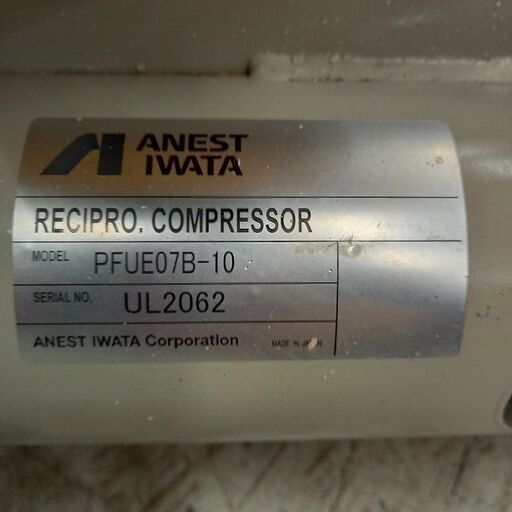 ANEST
IWATA
RECIPRO. COMPRESSOR
MODEL PFUE07B-10
SERIAL NO. UL2062
ANEST IWATA Corporation MADE IN JAPAN